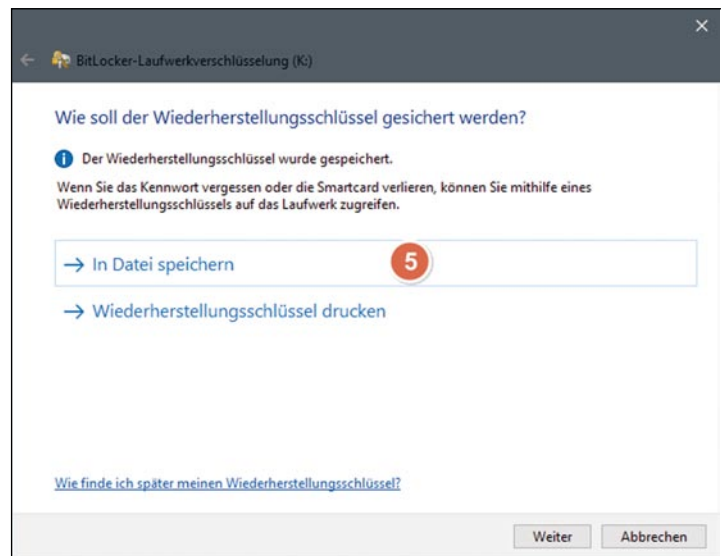 BitLocker-Laufwerkverschlüsselung (K:)
Wie soll der Wiederherstellungsschlüssel gesichert werden?
Der Wiederherstellungsschlüssel wurde gespeichert.
Wenn Sie das Kennwort vergessen oder die Smartcard verlieren, können Sie mithilfe eines
Wiederherstellungsschlüssels auf das Laufwerk zugreifen.
In Datei speichern 5
Wiederherstellungsschlüssel drucken
Wie finde ich später meinen Wiederherstellungsschlüssel?
Weiter Abbrechen